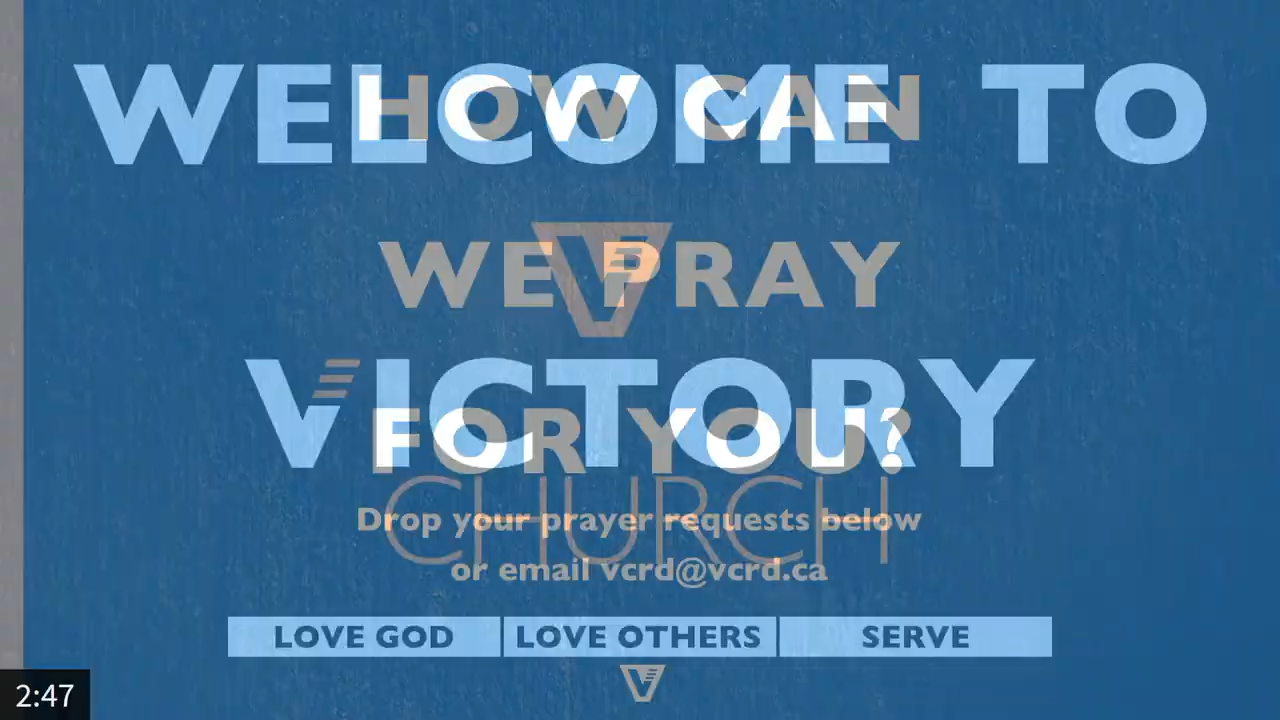 WELCOME TO
HOW CAN
WE PRAY
VICTORY
FOR YOU?
CHURCH
Drop your prayer requests below
or email vcrd@vcrd.ca
LOVE GOD LOVE OTHERS SERVE
2:47